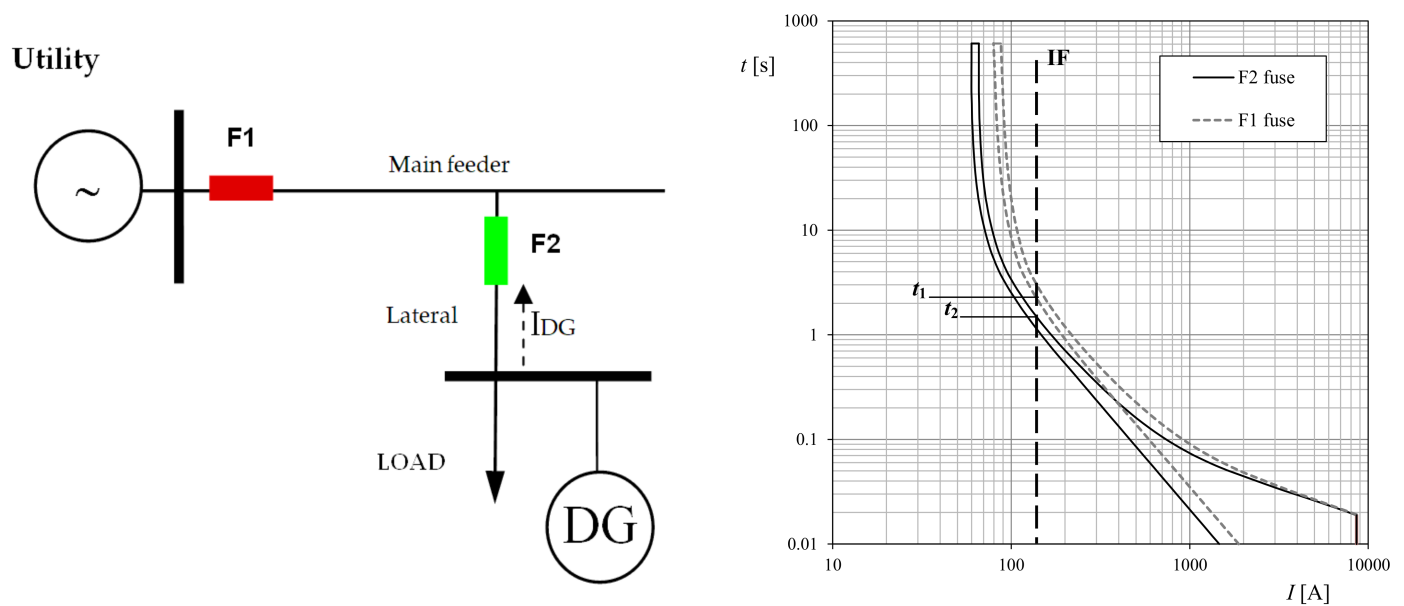 Utility
~
F1
Main feeder
F2
Lateral
IDG
LOAD
DG
t [s]
1000
100
10
1
0.1
0.01
IF
F2 fuse
F1 fuse
t1
t2
10
100
1000
10000
I [A]